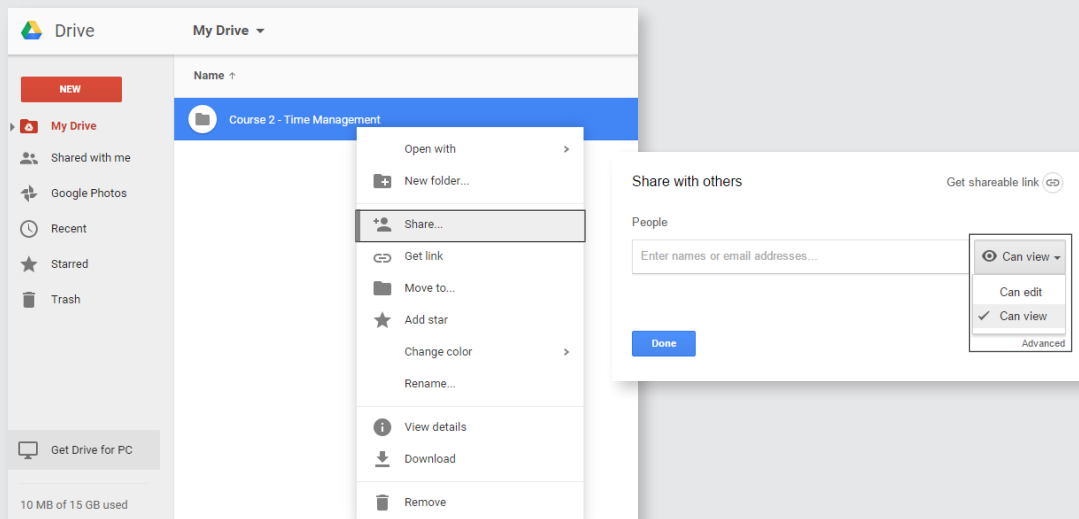 Drive
My Drive
NEW
My Drive
Shared with me
Google Photos
Recent
Starred
Trash
Get Drive for PC
10 MB of 15 GB used
Name ↑
Course 2 - Time Management
Open with
New folder...
Share...
Get link
Move to...
Add star
Change color
Rename...
View details
Download
Remove
Share with others
Get shareable link
People
Enter names or email addresses...
Can view
Can edit
Can view
Done
Advanced